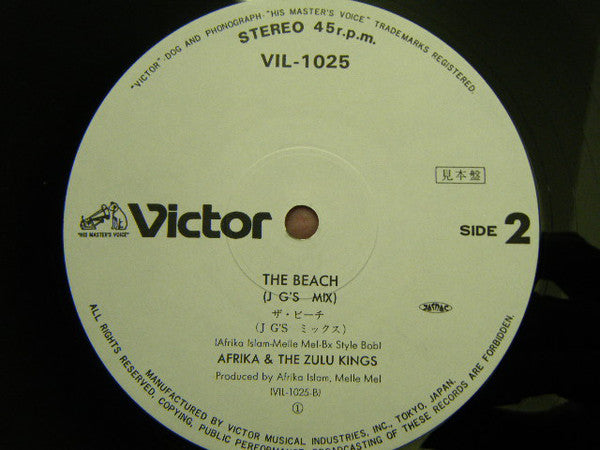 "VICTOR"·DOG AND PHONOGRAPH·"HIS MASTER'S VOICE" TRADEMARKS REGISTERED.
STEREO 45 r.p.m.
VIL-1025
見本盤
"HIS MASTER'S VOICE"
Victor
SIDE 2
THE BEACH
(J G'S MIX)
ザ・ビーチ
(J G'S ミックス)
(Afrika Islam-Melle Mel-Bx Style Bob)
AFRIKA & THE ZULU KINGS
Produced by Afrika Islam, Melle Mel
(VIL-1025-B)
①
JASRAC
MANUFACTURED BY VICTOR MUSICAL INDUSTRIES, INC., TOKYO, JAPAN.
ALL RIGHTS RESERVED, COPYING, PUBLIC PERFORMANCE, BROADCASTING OF THESE RECORDS ARE FORBIDDEN.